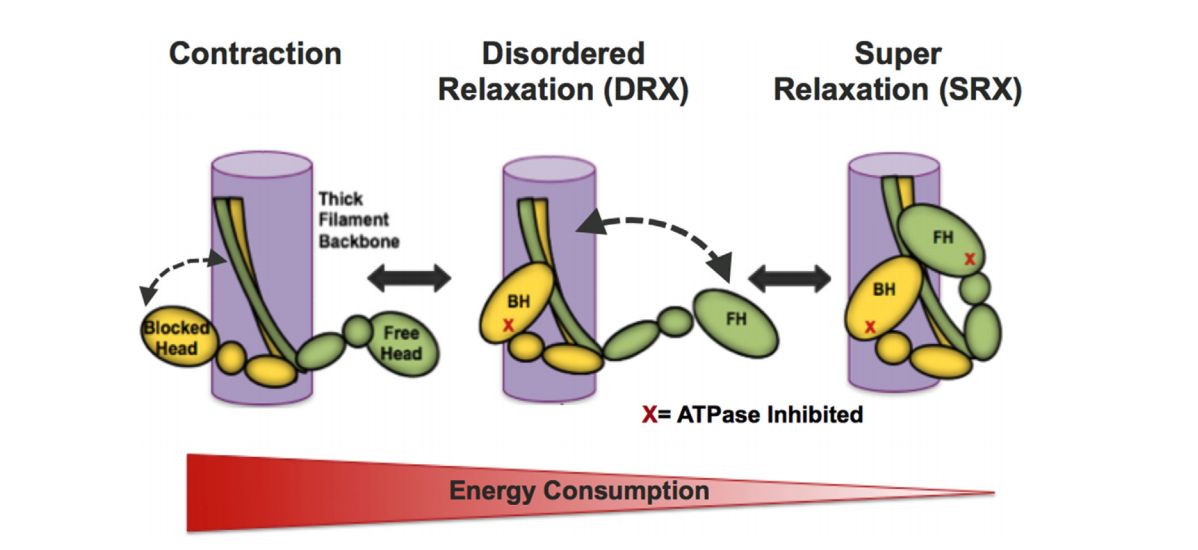 Contraction
Disordered
Relaxation (DRX)
Super
Relaxation (SRX)
Thick
Filament
Backbone
Blocked
Head
Free
Head
BH
X
FH
FH
X
BH
X
X= ATPase Inhibited
Energy Consumption